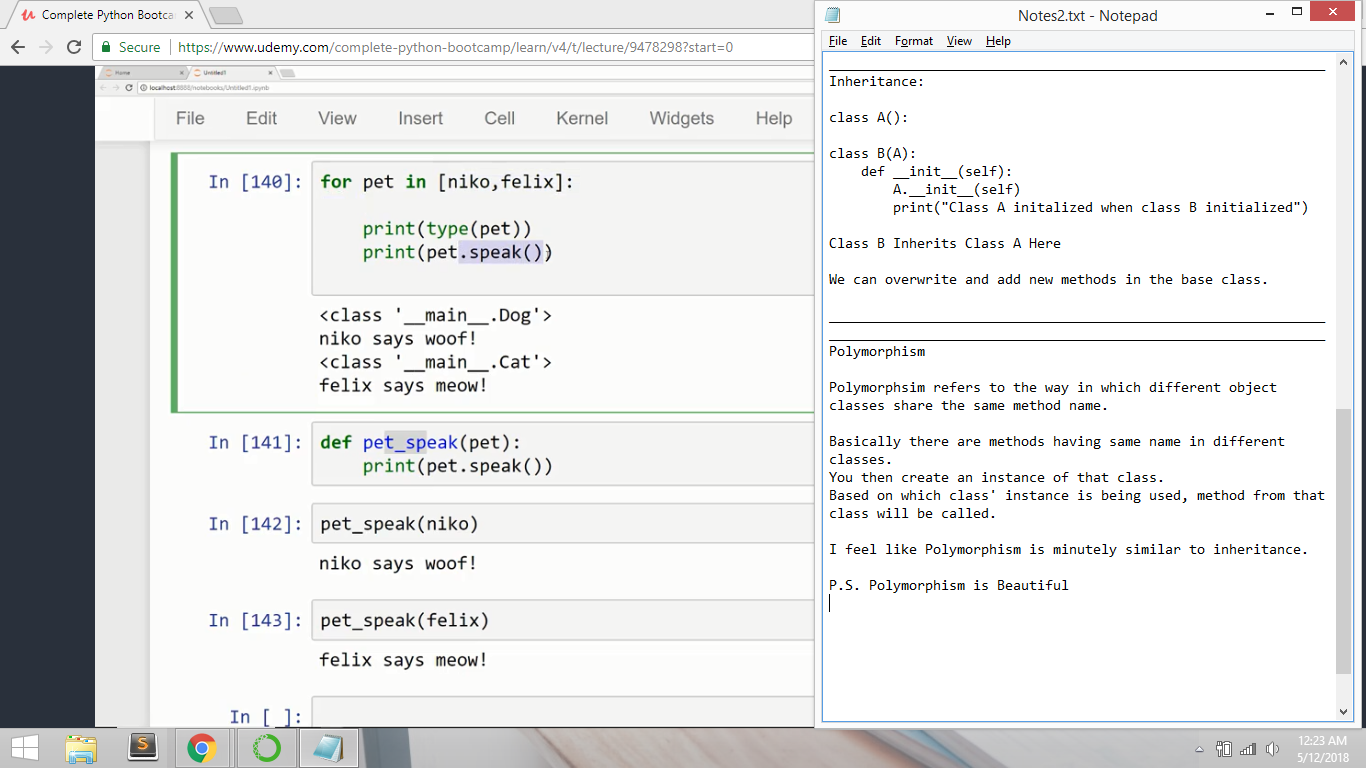 Complete Python Bootca
Secure
https://www.udemy.com/complete-python-bootcamp/learn/v4/t/lecture/9478298?start=0
Home
Untitled1
localhost:8888/notebooks/Untitled1.ipynb
File Edit View Insert Cell Kernel Widgets Help
In [140]: for pet in [niko,felix]:
print(type(pet))
print(pet.speak())
<class '__main__.Dog'>
niko says woof!
<class '__main__.Cat'>
felix says meow!
In [141]: def pet_speak(pet):
print(pet.speak())
In [142]: pet_speak(niko)
niko says woof!
In [143]: pet_speak(felix)
felix says meow!
In [ ]:
Notes2.txt - Notepad
File Edit Format View Help
Inheritance:
class A():
class B(A):
def __init__(self):
A.__init__(self)
print("Class A initalized when class B initialized")
Class B Inherits Class A Here
We can overwrite and add new methods in the base class.
Polymorphism
Polymorphsim refers to the way in which different object
classes share the same method name.
Basically there are methods having same name in different
classes.
You then create an instance of that class.
Based on which class' instance is being used, method from that
class will be called.
I feel like Polymorphism is minutely similar to inheritance.
P.S. Polymorphism is Beautiful
12:23 AM
5/12/2018